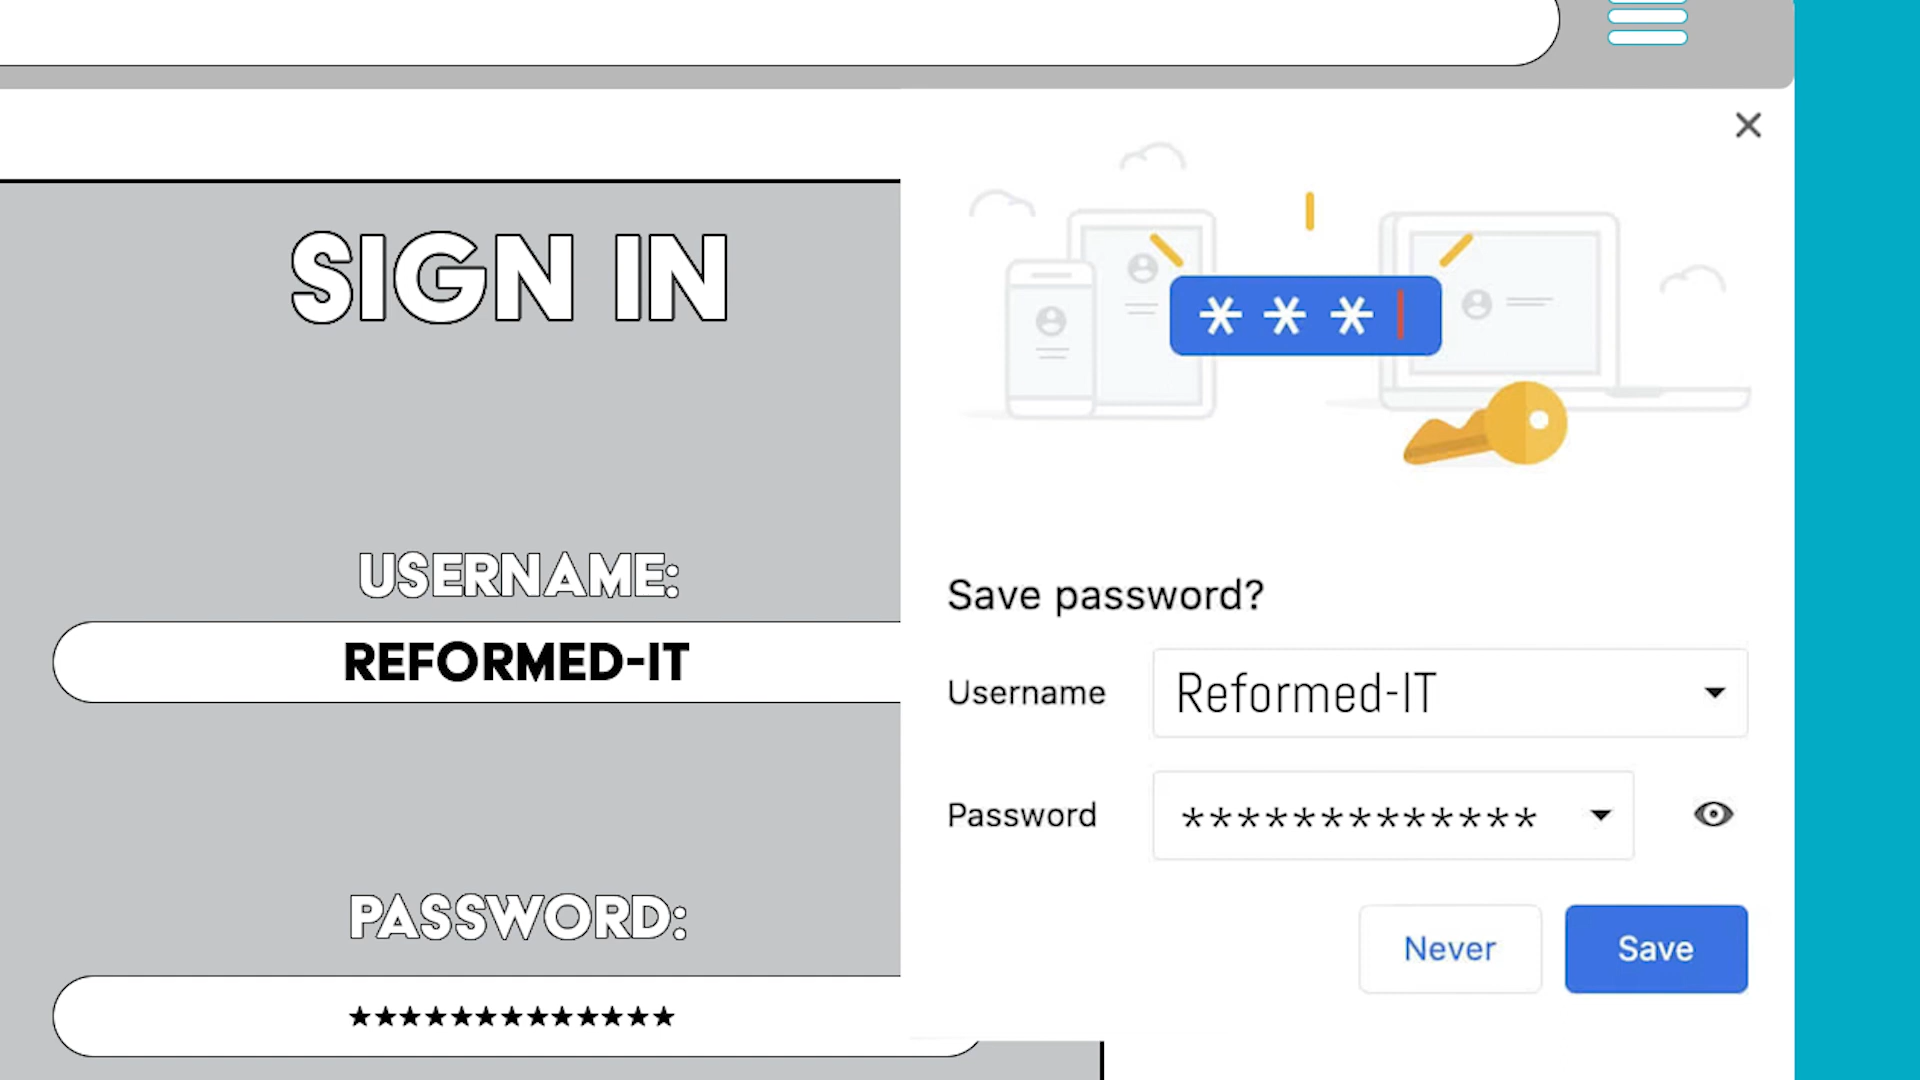 SIGN IN
USERNAME:
REFORMED-IT
PASSWORD:
*************
***
Save password?
Username
Reformed-IT
Password
*************
Never
Save